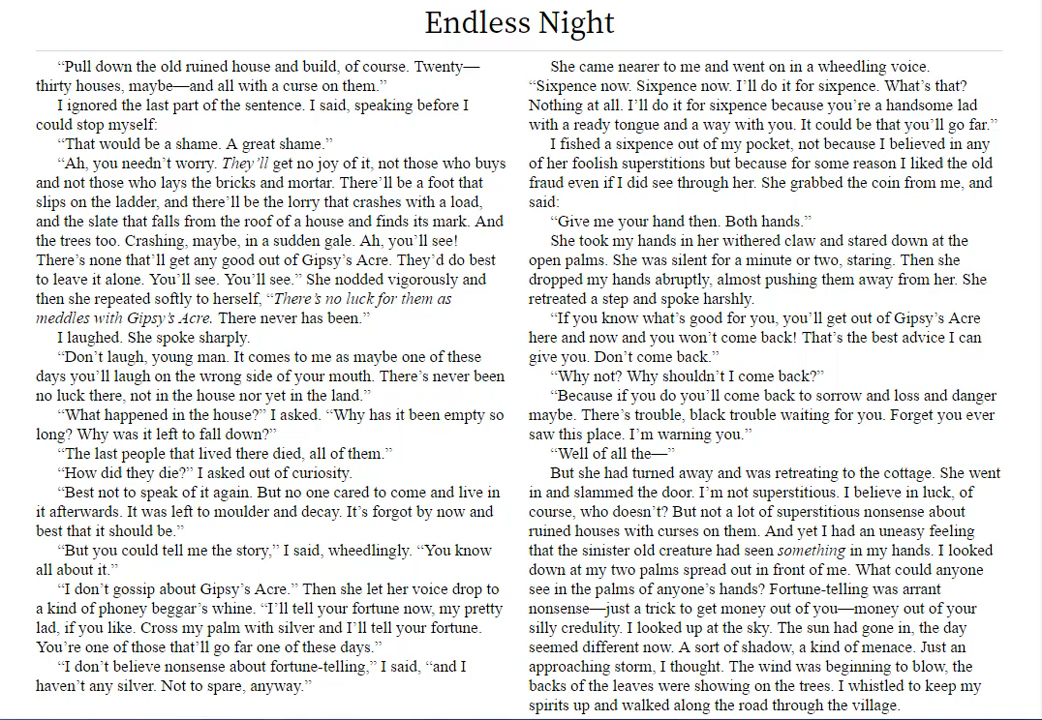 Endless Night
“Pull down the old ruined house and build, of course. Twenty—
thirty houses, maybe—and all with a curse on them.”
I ignored the last part of the sentence. I said, speaking before I
could stop myself:
“That would be a shame. A great shame.”
“Ah, you needn’t worry. They’ll get no joy of it, not those who buys
and not those who lays the bricks and mortar. There’ll be a foot that
slips on the ladder, and there’ll be the lorry that crashes with a load,
and the slate that falls from the roof of a house and finds its mark. And
the trees too. Crashing, maybe, in a sudden gale. Ah, you’ll see!
There’s none that’ll get any good out of Gipsy’s Acre. They’d do best
to leave it alone. You’ll see. You’ll see.” She nodded vigorously and
then she repeated softly to herself, “There’s no luck for them as
meddles with Gipsy’s Acre. There never has been.”
I laughed. She spoke sharply.
“Don’t laugh, young man. It comes to me as maybe one of these
days you’ll laugh on the wrong side of your mouth. There’s never been
no luck there, not in the house nor yet in the land.”
“What happened in the house?” I asked. “Why has it been empty so
long? Why was it left to fall down?”
“The last people that lived there died, all of them.”
“How did they die?” I asked out of curiosity.
“Best not to speak of it again. But no one cared to come and live in
it afterwards. It was left to moulder and decay. It’s forgot by now and
best that it should be.”
“But you could tell me the story,” I said, wheedlingly. “You know
all about it.”
“I don’t gossip about Gipsy’s Acre.” Then she let her voice drop to
a kind of phoney beggar’s whine. “I’ll tell your fortune now, my pretty
lad, if you like. Cross my palm with silver and I’ll tell your fortune.
You’re one of those that’ll go far one of these days.”
“I don’t believe nonsense about fortune-telling,” I said, “and I
haven’t any silver. Not to spare, anyway.”
She came nearer to me and went on in a wheedling voice.
“Sixpence now. Sixpence now. I’ll do it for sixpence. What’s that?
Nothing at all. I’ll do it for sixpence because you’re a handsome lad
with a ready tongue and a way with you. It could be that you’ll go far.”
I fished a sixpence out of my pocket, not because I believed in any
of her foolish superstitions but because for some reason I liked the old
fraud even if I did see through her. She grabbed the coin from me, and
said:
“Give me your hand then. Both hands.”
She took my hands in her withered claw and stared down at the
open palms. She was silent for a minute or two, staring. Then she
dropped my hands abruptly, almost pushing them away from her. She
retreated a step and spoke harshly.
“If you know what’s good for you, you’ll get out of Gipsy’s Acre
here and now and you won’t come back! That’s the best advice I can
give you. Don’t come back.”
“Why not? Why shouldn’t I come back?”
“Because if you do you’ll come back to sorrow and loss and danger
maybe. There’s trouble, black trouble waiting for you. Forget you ever
saw this place. I’m warning you.”
“Well of all the—”
But she had turned away and was retreating to the cottage. She went
in and slammed the door. I’m not superstitious. I believe in luck, of
course, who doesn’t? But not a lot of superstitious nonsense about
ruined houses with curses on them. And yet I had an uneasy feeling
that the sinister old creature had seen something in my hands. I looked
down at my two palms spread out in front of me. What could anyone
see in the palms of anyone’s hands? Fortune-telling was arrant
nonsense—just a trick to get money out of you—money out of your
silly credulity. I looked up at the sky. The sun had gone in, the day
seemed different now. A sort of shadow, a kind of menace. Just an
approaching storm, I thought. The wind was beginning to blow, the
backs of the leaves were showing on the trees. I whistled to keep my
spirits up and walked along the road through the village.